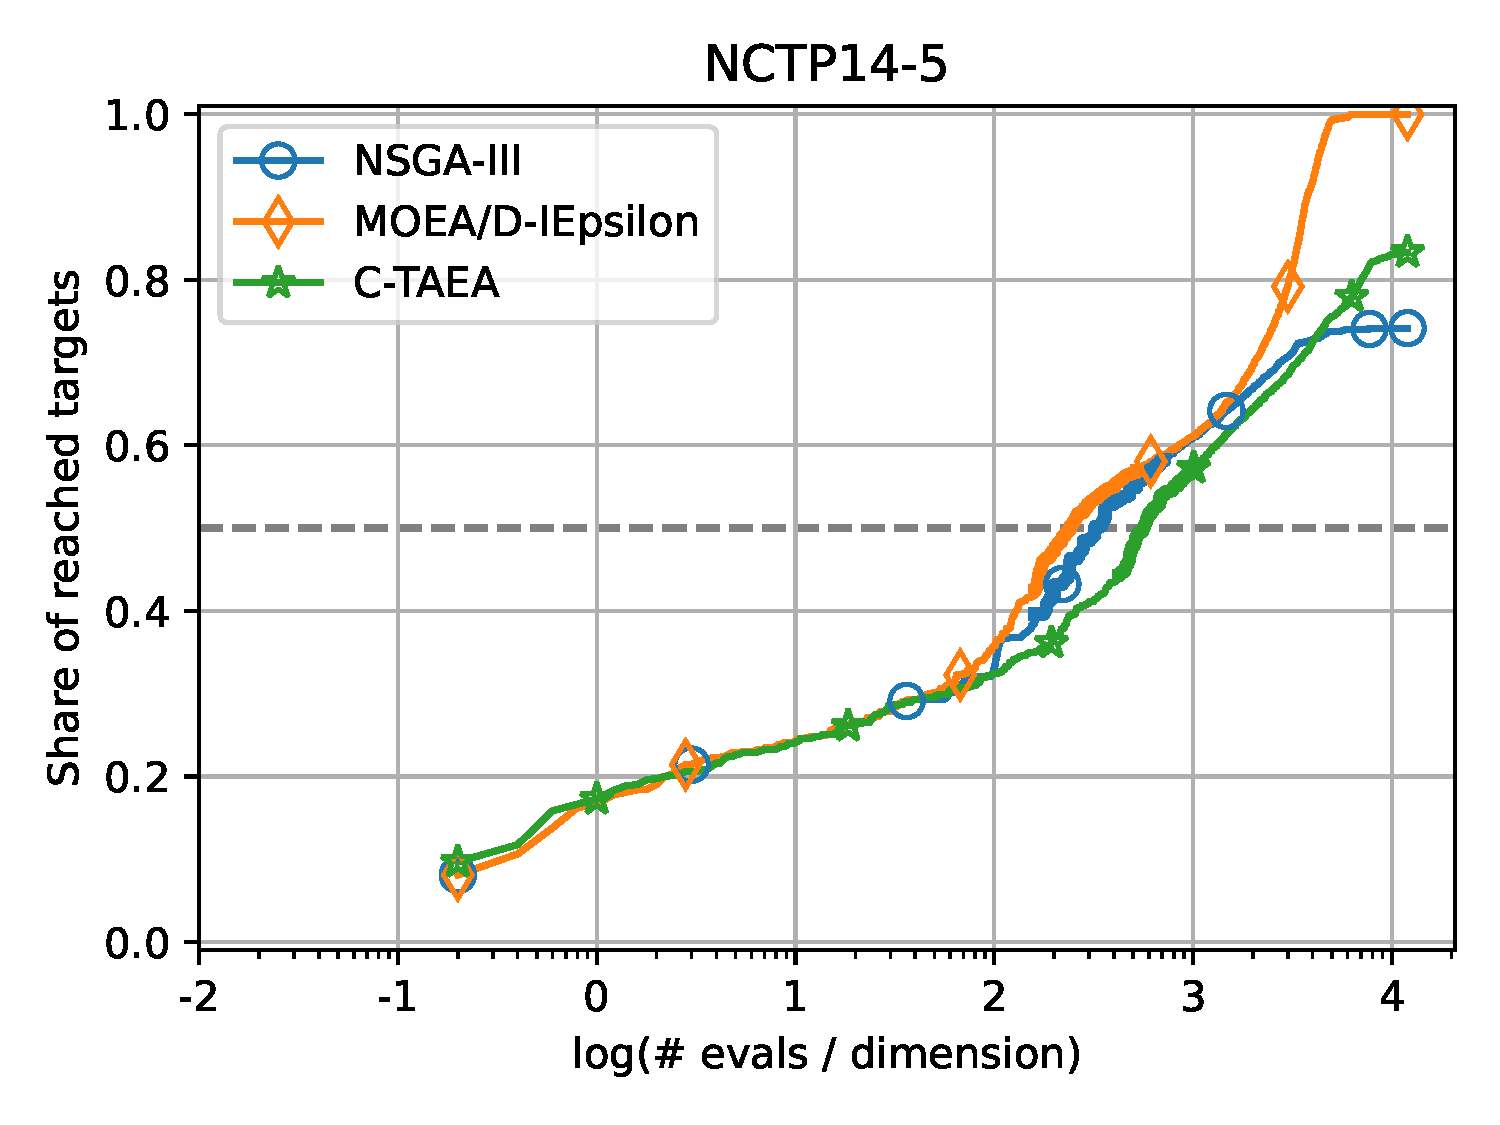 NCTP14-5
1.0
0.8
0.6
0.4
0.2
0.0
Share of reached targets
NSGA-III
MOEA/D-IEpsilon
C-TAEA
-2 -1 0 1 2 3 4
log(# evals / dimension)